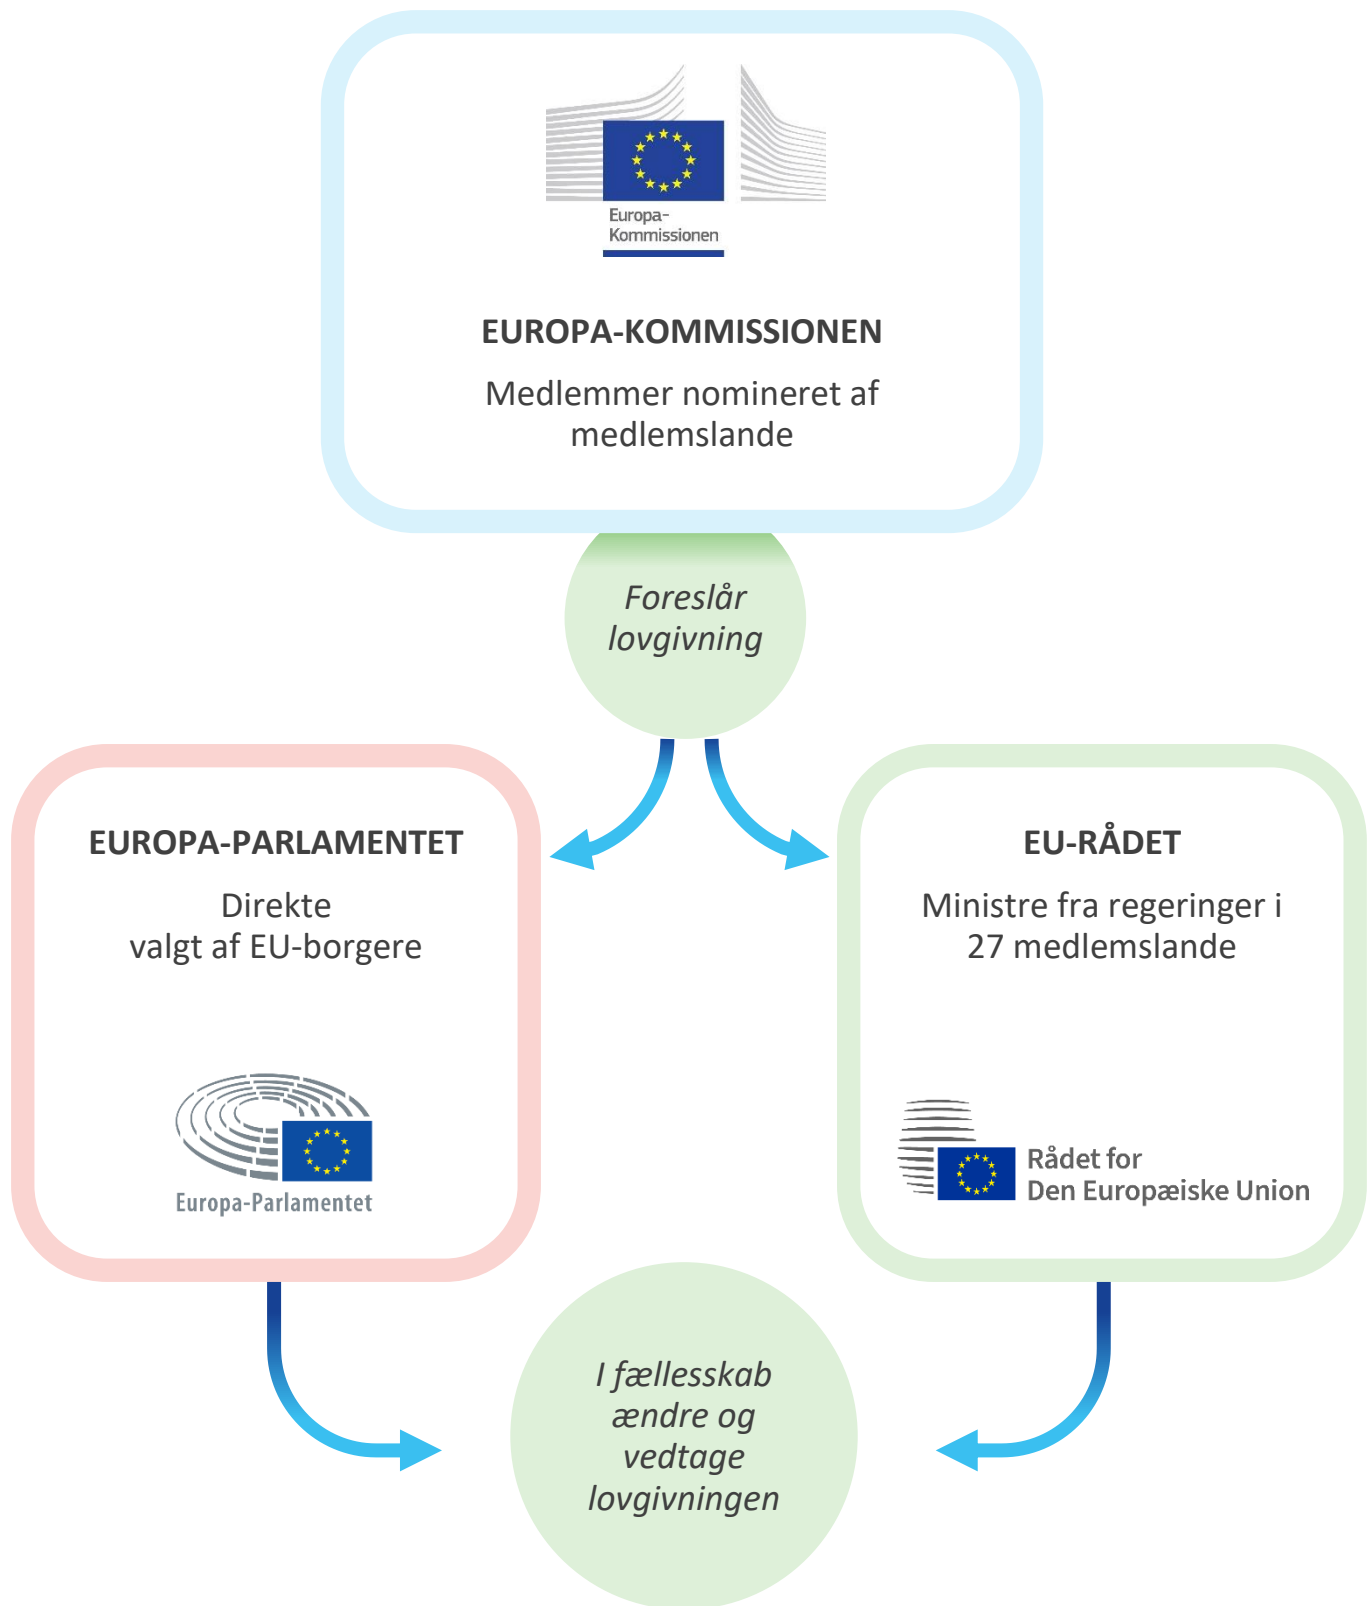 Europa-
Kommissionen
EUROPA-KOMMISSIONEN
Medlemmer nomineret af
medlemslande
Foreslår
lovgivning
EUROPA-PARLAMENTET
Direkte
valgt af EU-borgere
Europa-Parlamentet
EU-RÅDET
Ministre fra regeringer i
27 medlemslande
Rådet for
Den Europæiske Union
I fællesskab
ændre og
vedtage
lovgivningen